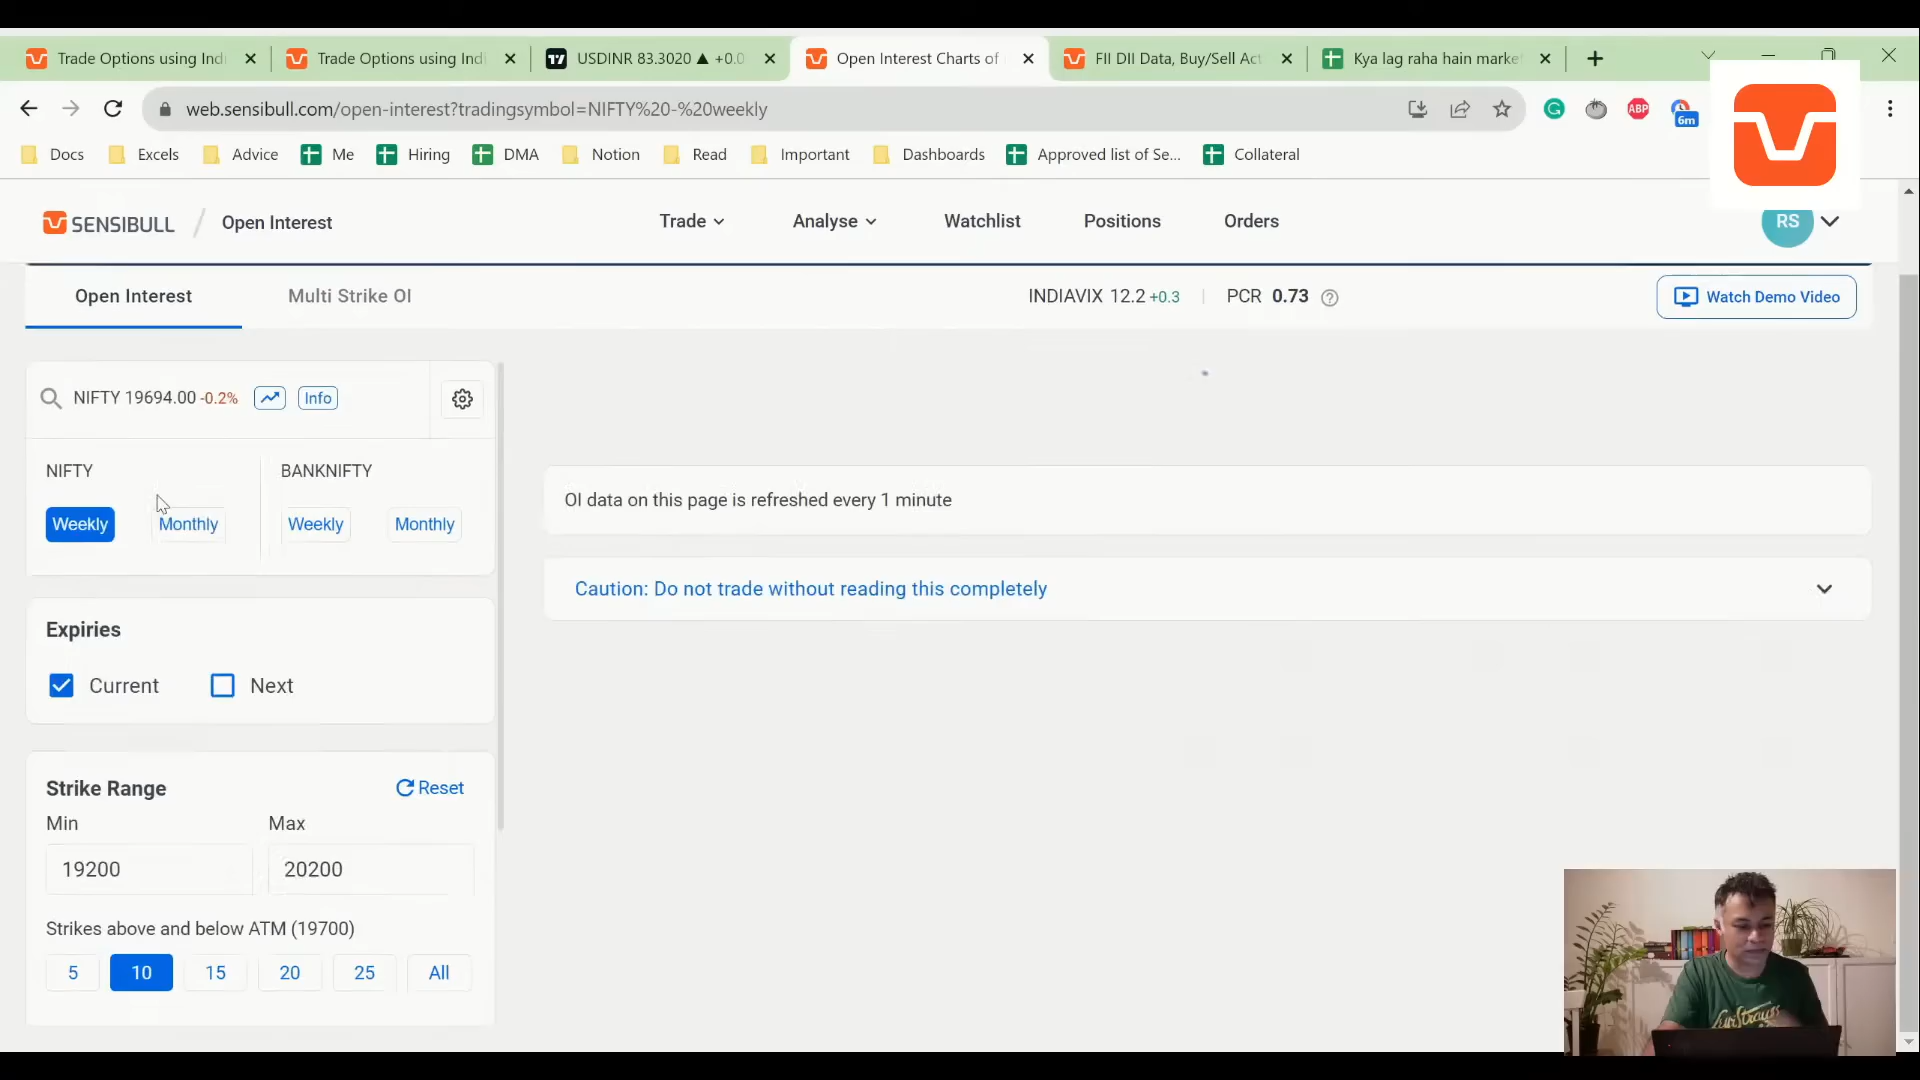 Trade Options using Ind
Trade Options using Ind
USDINR 83.3020 ▲ +0.0
Open Interest Charts of
FII DII Data, Buy/Sell Act
Kya lag raha hain market
web.sensibull.com/open-interest?tradingsymbol=NIFTY%20-%20weekly
ABP
6m
Docs
Excels
Advice
Me
Hiring
DMA
Notion
Read
Important
Dashboards
Approved list of Se...
Collateral
SENSIBULL / Open Interest
Trade
Analyse
Watchlist
Positions
Orders
RS
Open Interest
Multi Strike OI
INDIAVIX 12.2 +0.3
PCR 0.73
Watch Demo Video
NIFTY 19694.00 -0.2%
Info
NIFTY
BANKNIFTY
Weekly
Monthly
Weekly
Monthly
OI data on this page is refreshed every 1 minute
Caution: Do not trade without reading this completely
Expiries
Current
Next
Strike Range
Reset
Min
Max
19200
20200
Strikes above and below ATM (19700)
5
10
15
20
25
All